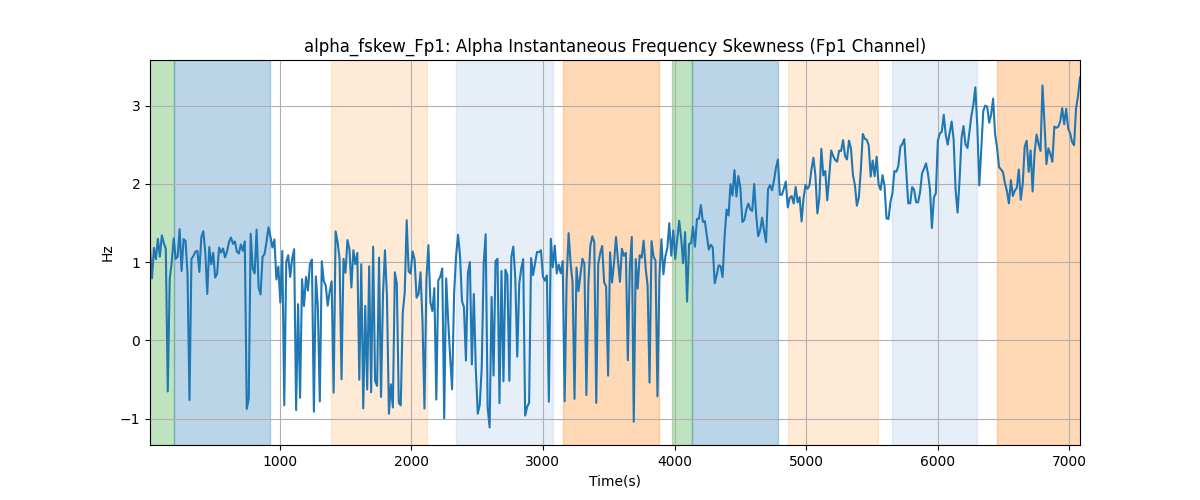 alpha_fskew_Fp1: Alpha Instantaneous Frequency Skewness (Fp1 Channel)
Hz
3
2
1
0
−1
1000 2000 3000 4000 5000 6000 7000
Time(s)